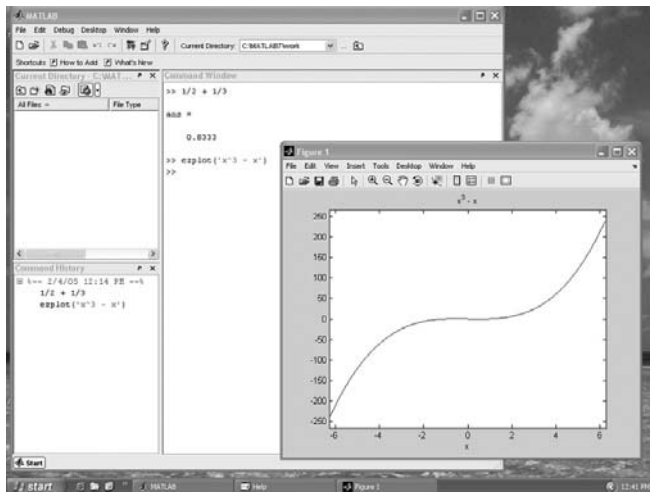 MATLAB
File Edit Debug Desktop Window Help
Current Directory: C:\MATLAB7\work
Shortcuts How to Add What's New
Current Directory - C:\MAT...
All Files
File Type
Command History
%-- 2/4/05 12:14 PM --%
1/2 + 1/3
ezplot('x^3 - x')
Command Window
>> 1/2 + 1/3
ans =
0.8333
>> ezplot('x^3 - x')
>>
Figure 1
File Edit View Insert Tools Desktop Window Help
x³ - x
250
200
150
100
50
0
-50
-100
-150
-200
-250
-6 -4 -2 0 2 4 6
x
Start
start
MATLAB
Help
Figure 1
12:41 PM